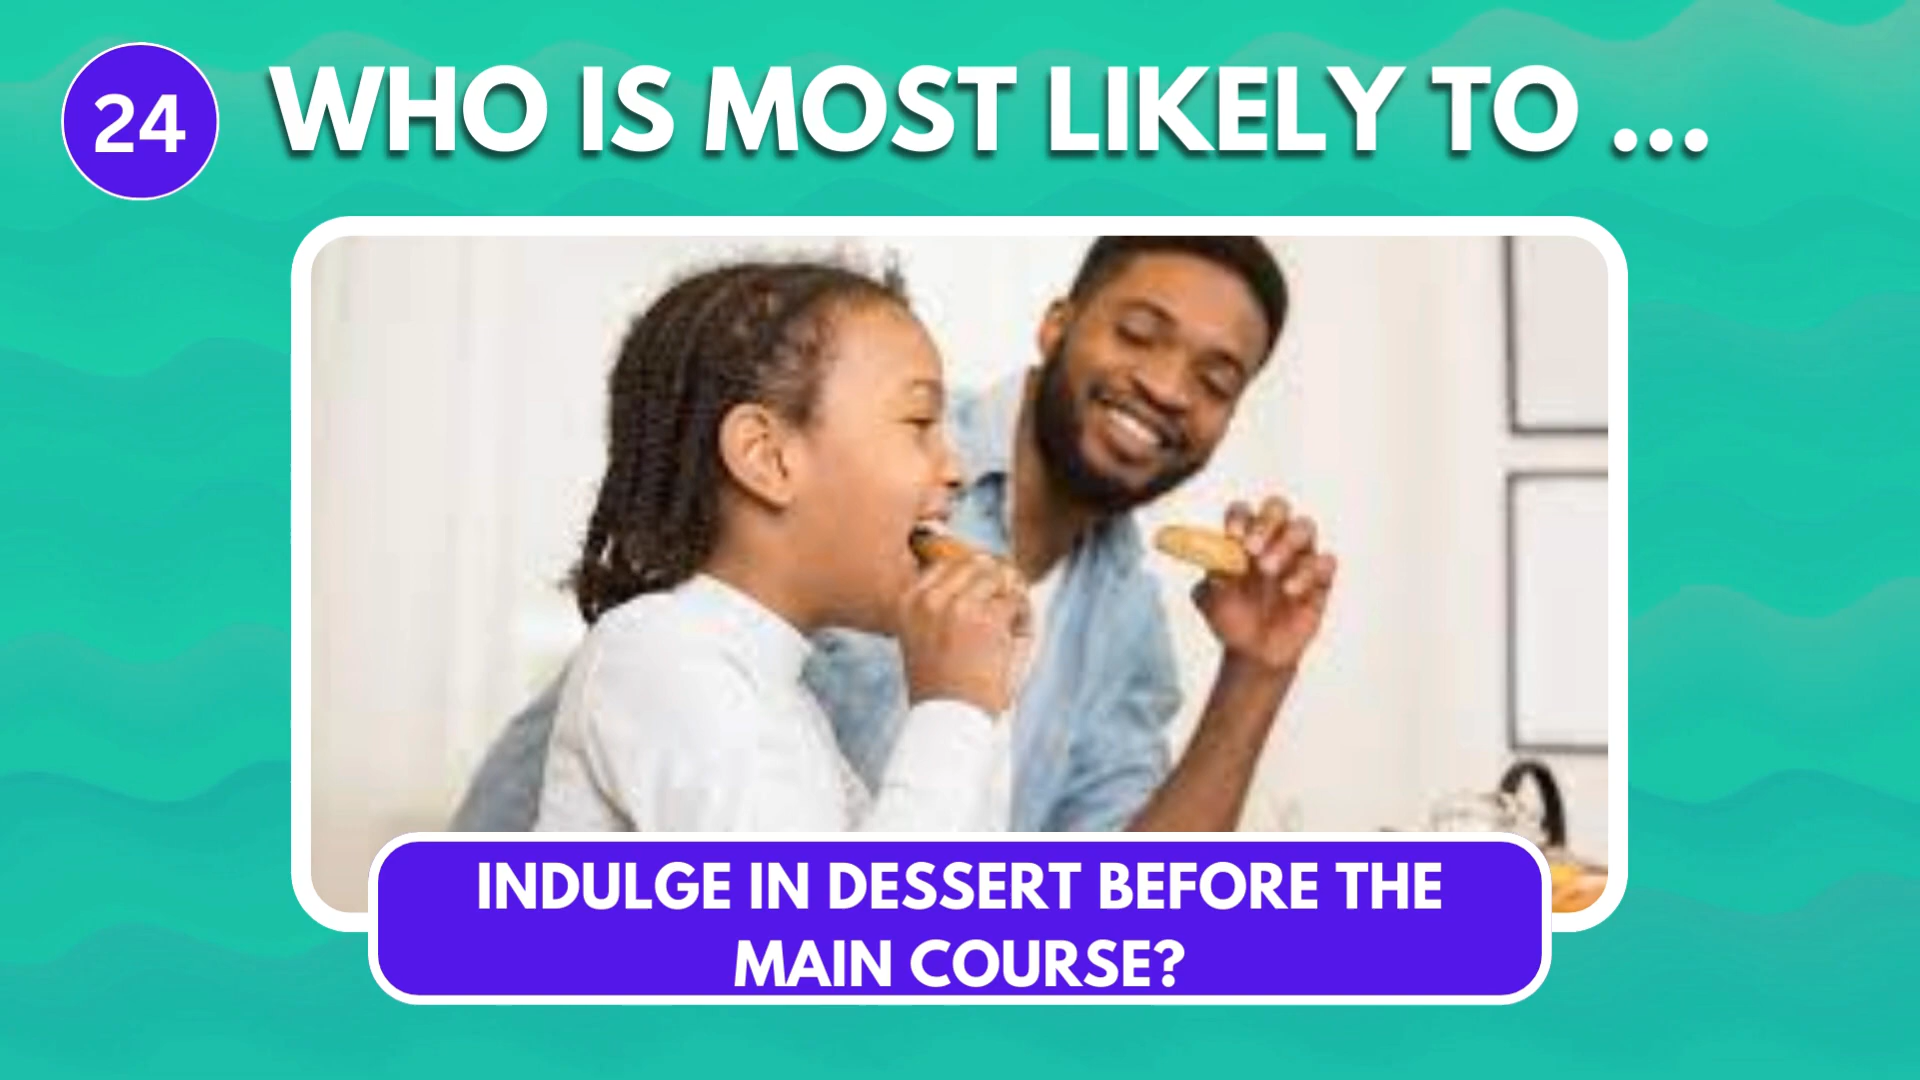 24
WHO IS MOST LIKELY TO ...
INDULGE IN DESSERT BEFORE THE
MAIN COURSE?